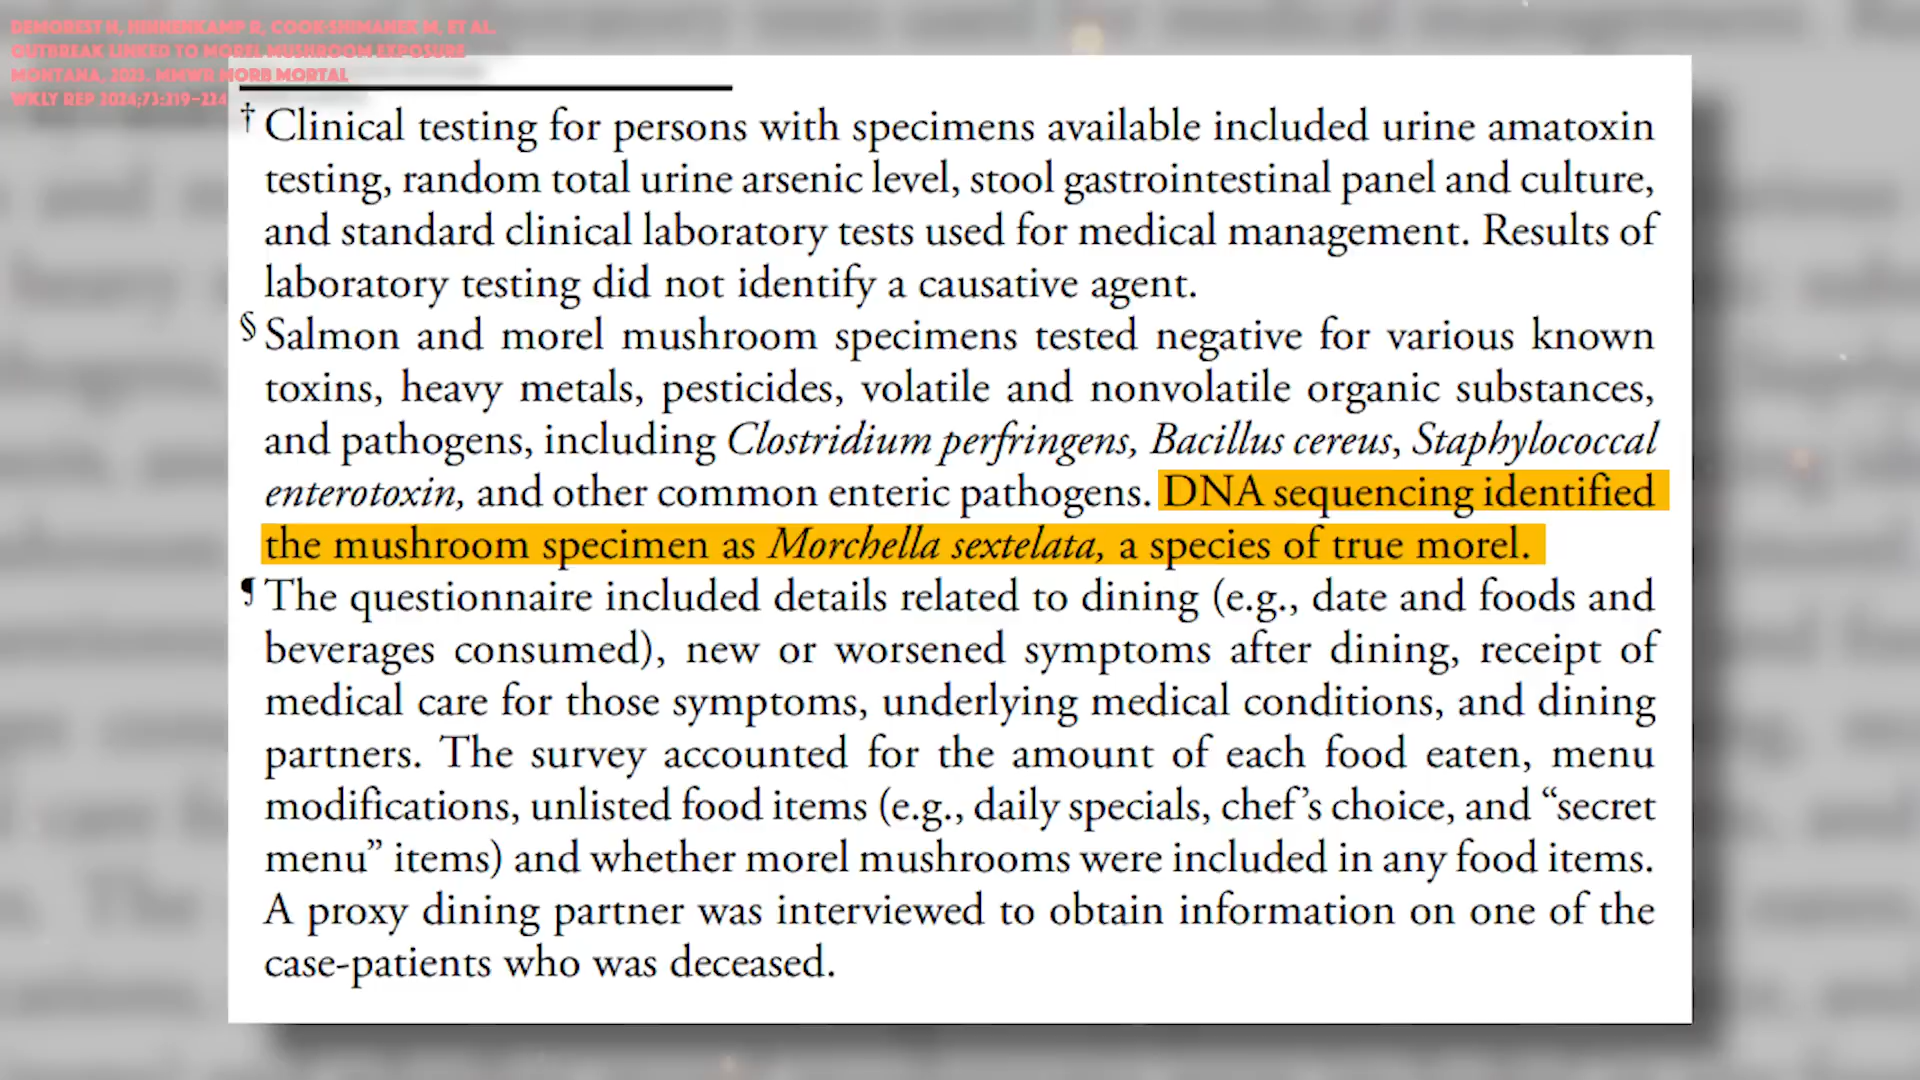 DEMOREST H, HINNENKAMP R, COOK-SHIMANEK M, ET AL.
OUTBREAK LINKED TO MOREL MUSHROOM EXPOSURE
MONTANA, 2023. MMWR MORB MORTAL
WKLY REP 2024;73:219–224
† Clinical testing for persons with specimens available included urine amatoxin
testing, random total urine arsenic level, stool gastrointestinal panel and culture,
and standard clinical laboratory tests used for medical management. Results of
laboratory testing did not identify a causative agent.
§ Salmon and morel mushroom specimens tested negative for various known
toxins, heavy metals, pesticides, volatile and nonvolatile organic substances,
and pathogens, including Clostridium perfringens, Bacillus cereus, Staphylococcal
enterotoxin, and other common enteric pathogens. DNA sequencing identified
the mushroom specimen as Morchella sextelata, a species of true morel.
¶ The questionnaire included details related to dining (e.g., date and foods and
beverages consumed), new or worsened symptoms after dining, receipt of
medical care for those symptoms, underlying medical conditions, and dining
partners. The survey accounted for the amount of each food eaten, menu
modifications, unlisted food items (e.g., daily specials, chef’s choice, and “secret
menu” items) and whether morel mushrooms were included in any food items.
A proxy dining partner was interviewed to obtain information on one of the
case-patients who was deceased.